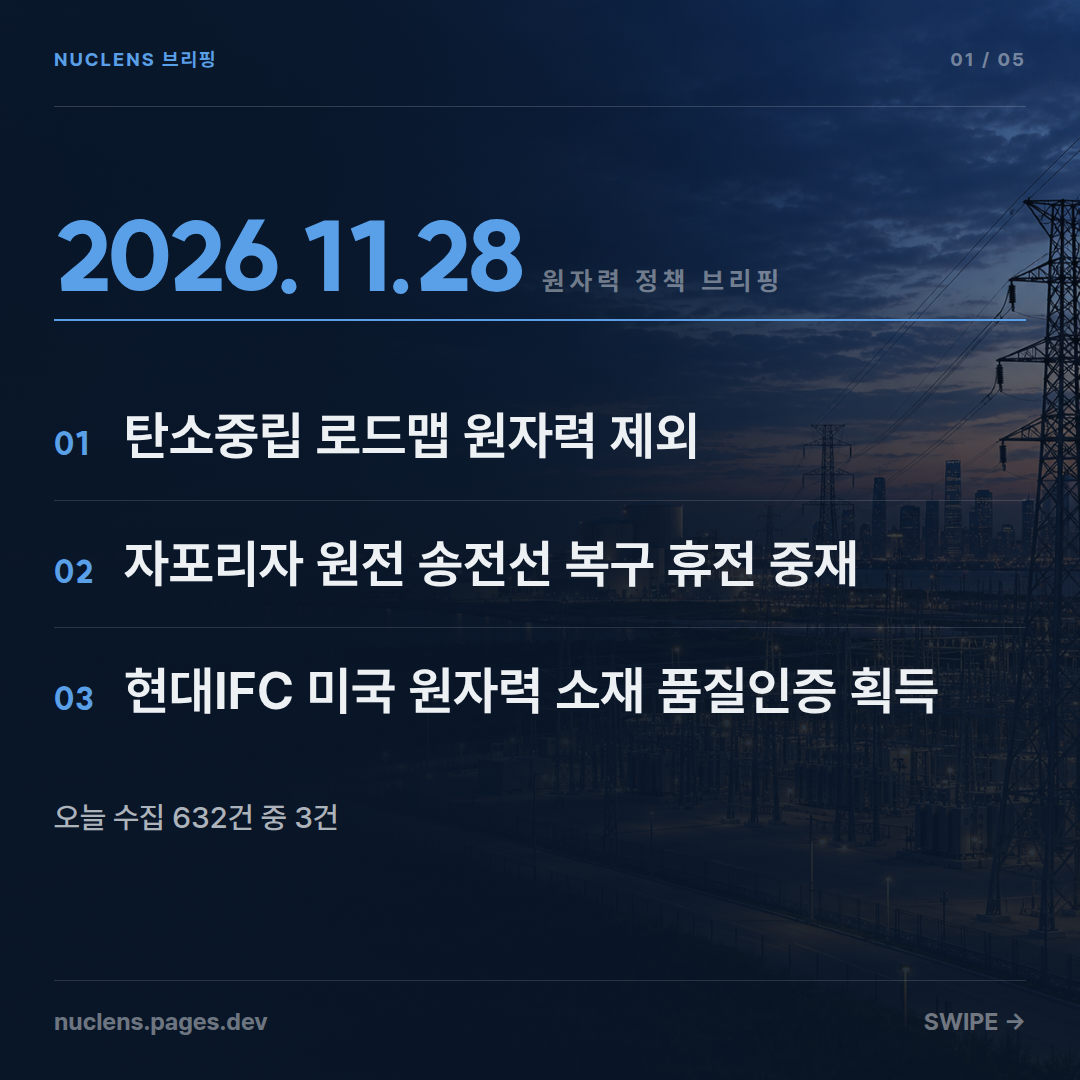 NUCLENS 브리핑
01 / 05
2026.11.28 원자력 정책 브리핑
01 탄소중립 로드맵 원자력 제외
02 자포리자 원전 송전선 복구 휴전 중재
03 현대IFC 미국 원자력 소재 품질인증 획득
오늘 수집 632건 중 3건
nuclens.pages.dev
SWIPE →